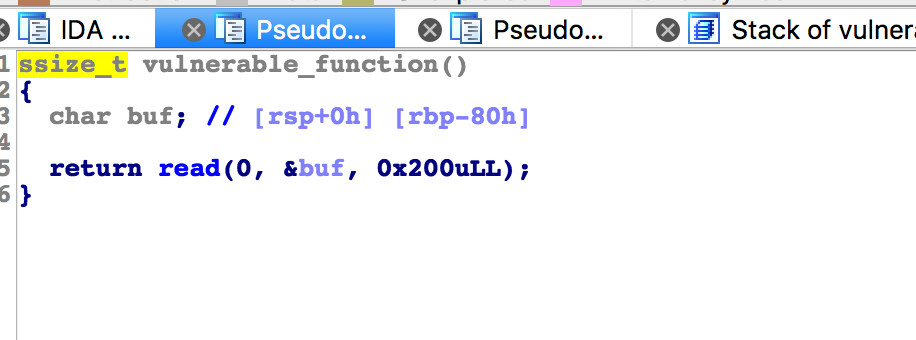 IDA ... Pseudo... Pseudo... Stack of vulnera
1 ssize_t vulnerable_function()
2 {
3 char buf; // [rsp+0h] [rbp-80h]
4
5 return read(0, &buf, 0x200uLL);
6 }